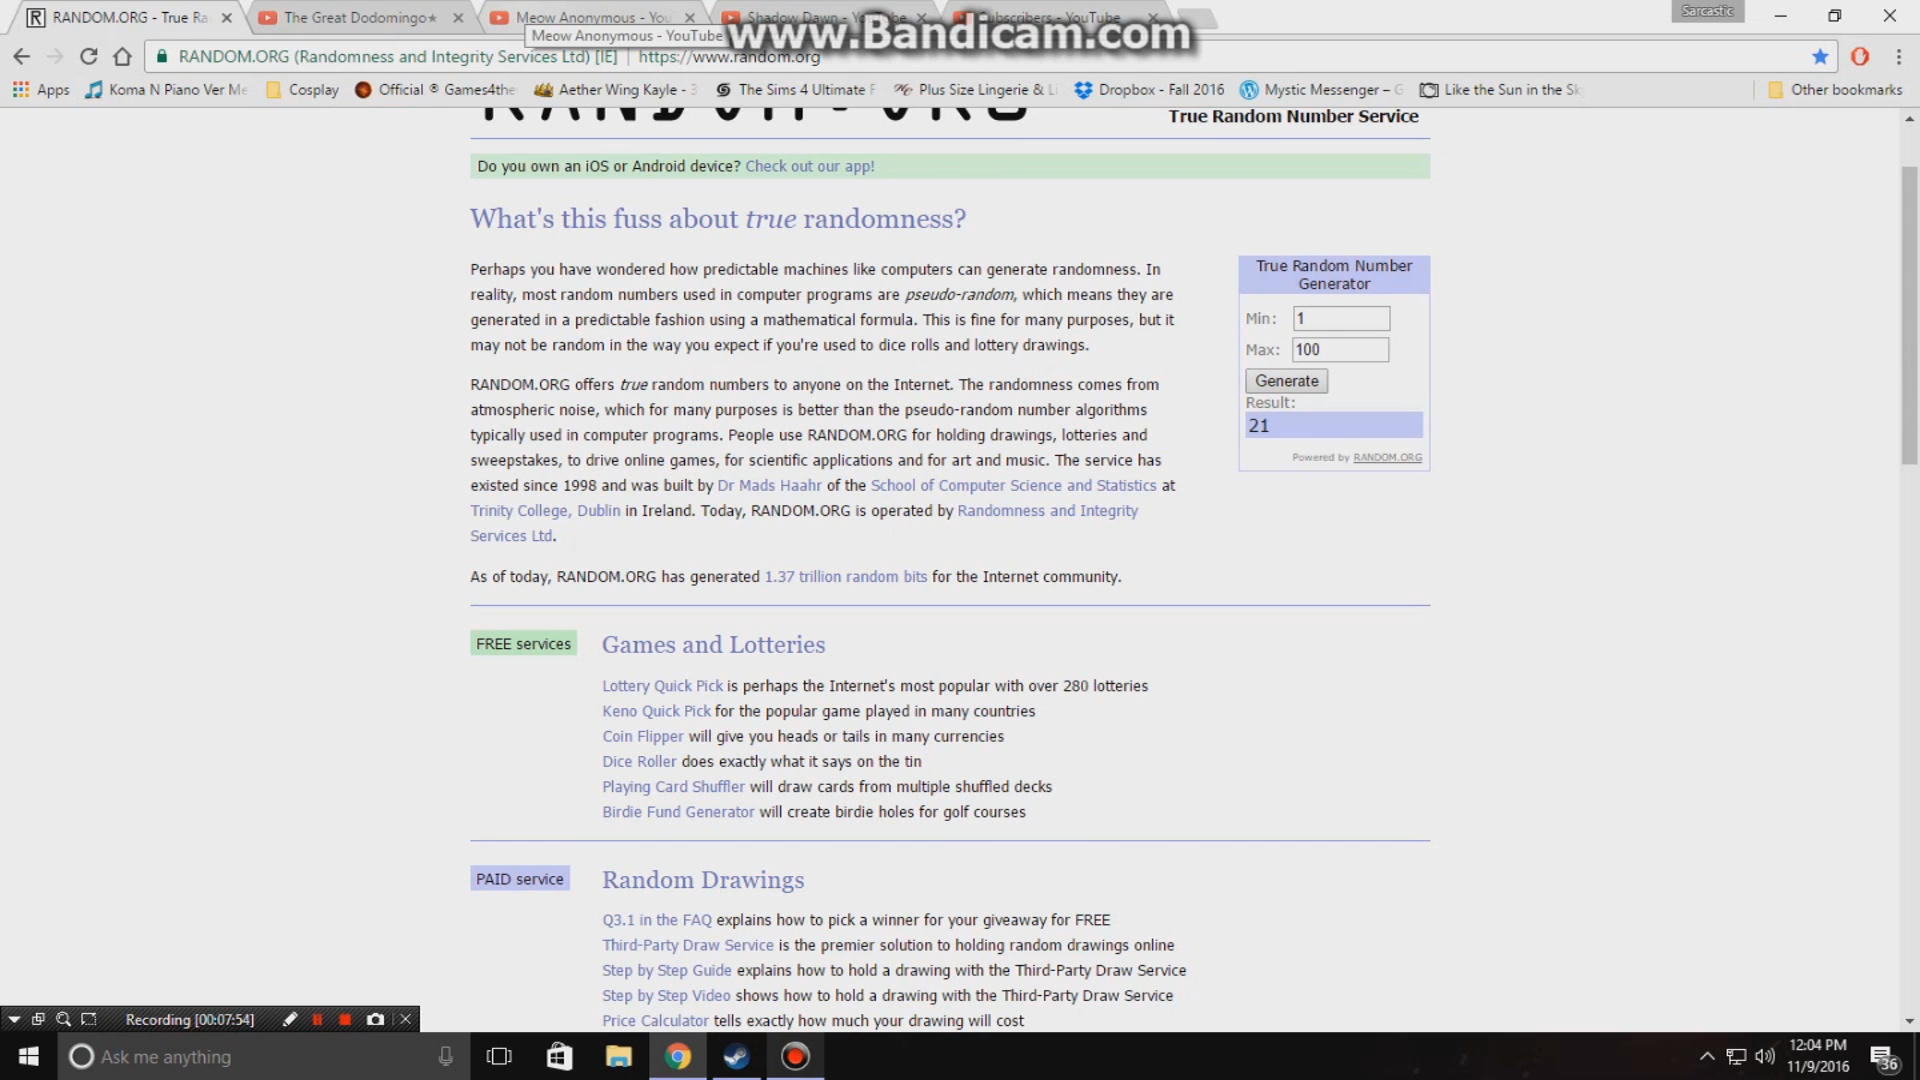 RANDOM.ORG - True Ra
The Great Dodomingo★
Meow Anonymous - You
Shadow Dawn - YouTube
Subscribers - YouTube
Sarcastic
Meow Anonymous - YouTube
www.Bandicam.com
RANDOM.ORG (Randomness and Integrity Services Ltd) [IE]
https://www.random.org
Apps
Koma N Piano Ver Me
Cosplay
Official ® Games4the
Aether Wing Kayle - 3
The Sims 4 Ultimate F
Plus Size Lingerie & Li
Dropbox - Fall 2016
Mystic Messenger – G
Like the Sun in the Sk
Other bookmarks
RANDOM.ORG
True Random Number Service
Do you own an iOS or Android device? Check out our app!
What's this fuss about true randomness?
Perhaps you have wondered how predictable machines like computers can generate randomness. In
reality, most random numbers used in computer programs are pseudo-random, which means they are
generated in a predictable fashion using a mathematical formula. This is fine for many purposes, but it
may not be random in the way you expect if you're used to dice rolls and lottery drawings.
RANDOM.ORG offers true random numbers to anyone on the Internet. The randomness comes from
atmospheric noise, which for many purposes is better than the pseudo-random number algorithms
typically used in computer programs. People use RANDOM.ORG for holding drawings, lotteries and
sweepstakes, to drive online games, for scientific applications and for art and music. The service has
existed since 1998 and was built by Dr Mads Haahr of the School of Computer Science and Statistics at
Trinity College, Dublin in Ireland. Today, RANDOM.ORG is operated by Randomness and Integrity
Services Ltd.
As of today, RANDOM.ORG has generated 1.37 trillion random bits for the Internet community.
True Random Number
Generator
Min: 1
Max: 100
Generate
Result:
21
Powered by RANDOM.ORG
FREE services
Games and Lotteries
Lottery Quick Pick is perhaps the Internet's most popular with over 280 lotteries
Keno Quick Pick for the popular game played in many countries
Coin Flipper will give you heads or tails in many currencies
Dice Roller does exactly what it says on the tin
Playing Card Shuffler will draw cards from multiple shuffled decks
Birdie Fund Generator will create birdie holes for golf courses
PAID service
Random Drawings
Q3.1 in the FAQ explains how to pick a winner for your giveaway for FREE
Third-Party Draw Service is the premier solution to holding random drawings online
Step by Step Guide explains how to hold a drawing with the Third-Party Draw Service
Step by Step Video shows how to hold a drawing with the Third-Party Draw Service
Price Calculator tells exactly how much your drawing will cost
Recording [00:07:54]
Ask me anything
12:04 PM
11/9/2016
36